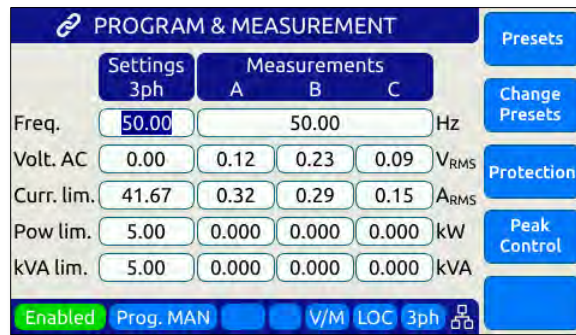 PROGRAM & MEASUREMENT
Presets
Settings 3ph
Measurements
A B C
Change Presets
Freq. 50.00 50.00 Hz
Volt. AC 0.00 0.12 0.23 0.09 VRMS
Protection
Curr. lim. 41.67 0.32 0.29 0.15 ARMS
Pow lim. 5.00 0.000 0.000 0.000 kW
Peak Control
kVA lim. 5.00 0.000 0.000 0.000 kVA
Enabled Prog. MAN V/M LOC 3ph